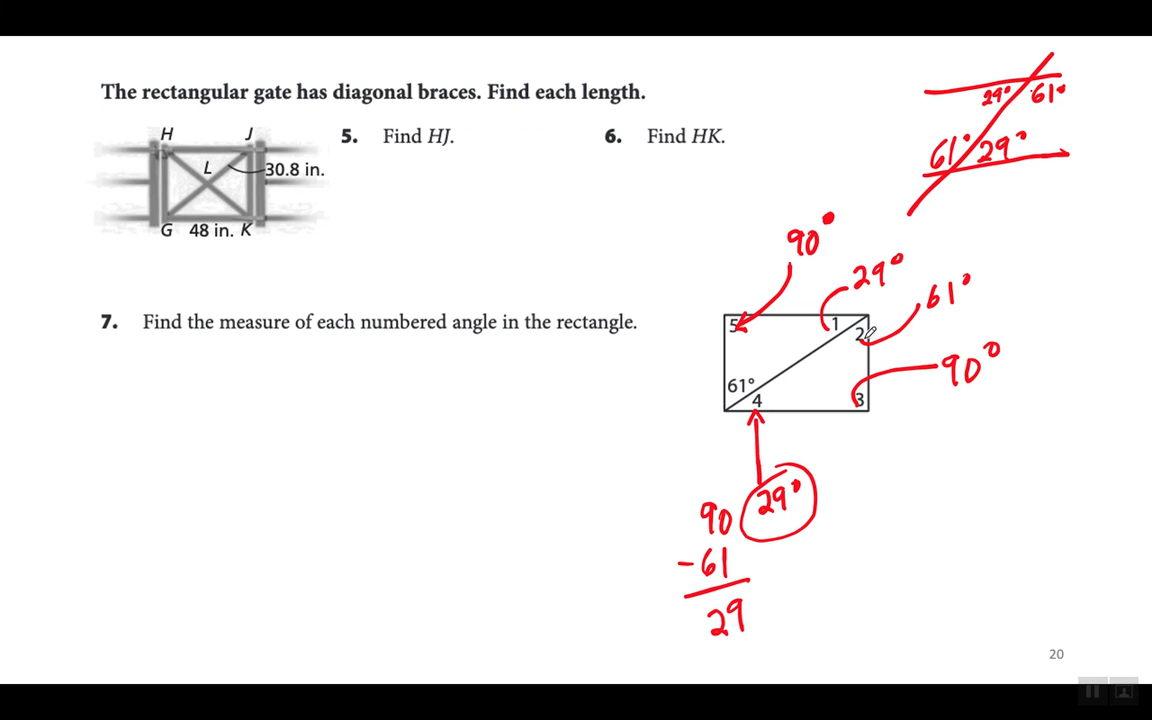 The rectangular gate has diagonal braces. Find each length.
H J
L
30.8 in.
G 48 in. K
5. Find HJ.
6. Find HK.
29° 61°
61° 29°
7. Find the measure of each numbered angle in the rectangle.
90°
29°
61°
90°
5 1
2
61°
4 3
29°
90
-61
29
20